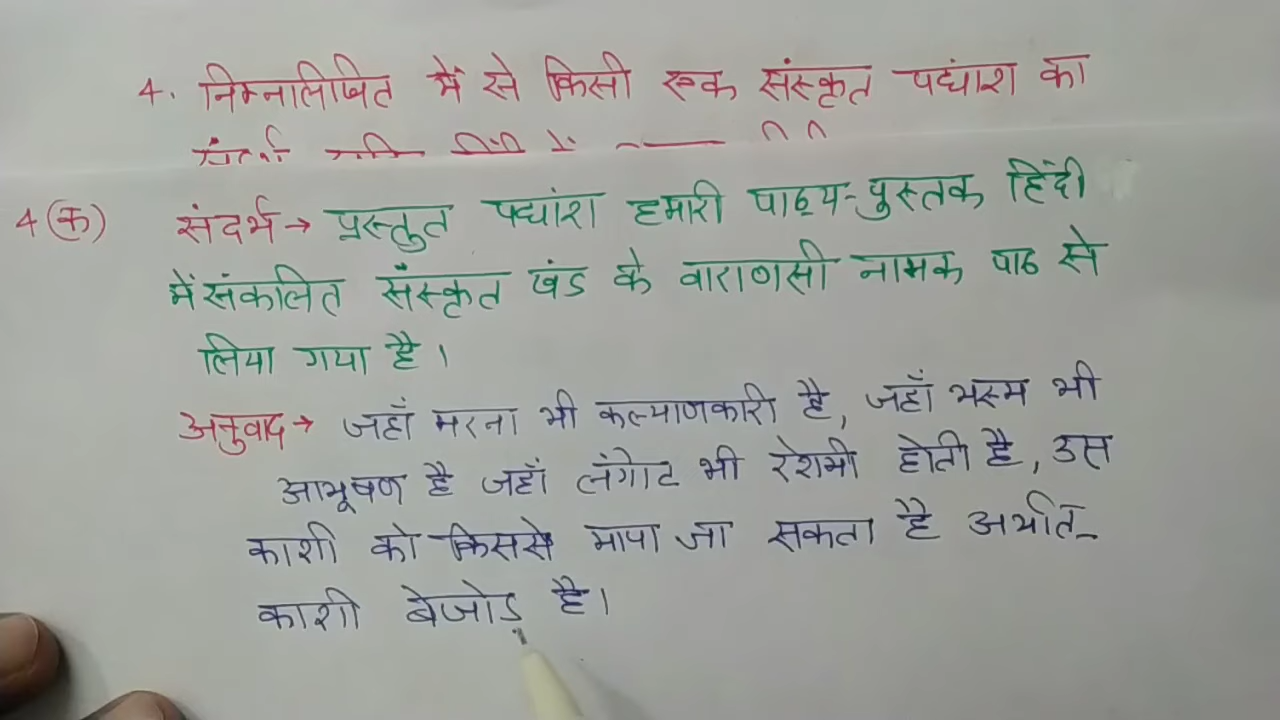 4. निम्नलिखित में से किसी एक संस्कृत पद्यांश का
4(क) संदर्भ → प्रस्तुत पद्यांश हमारी पाठ्य-पुस्तक हिंदी
में संकलित संस्कृत खंड के वाराणसी नामक पाठ से
लिया गया है।
अनुवाद → जहाँ मरना भी कल्याणकारी है, जहाँ भस्म भी
आभूषण है जहाँ लंगोट भी रेशमी होती है, उस
काशी को किससे मापा जा सकता है अर्थात-
काशी बेजोड़ है।